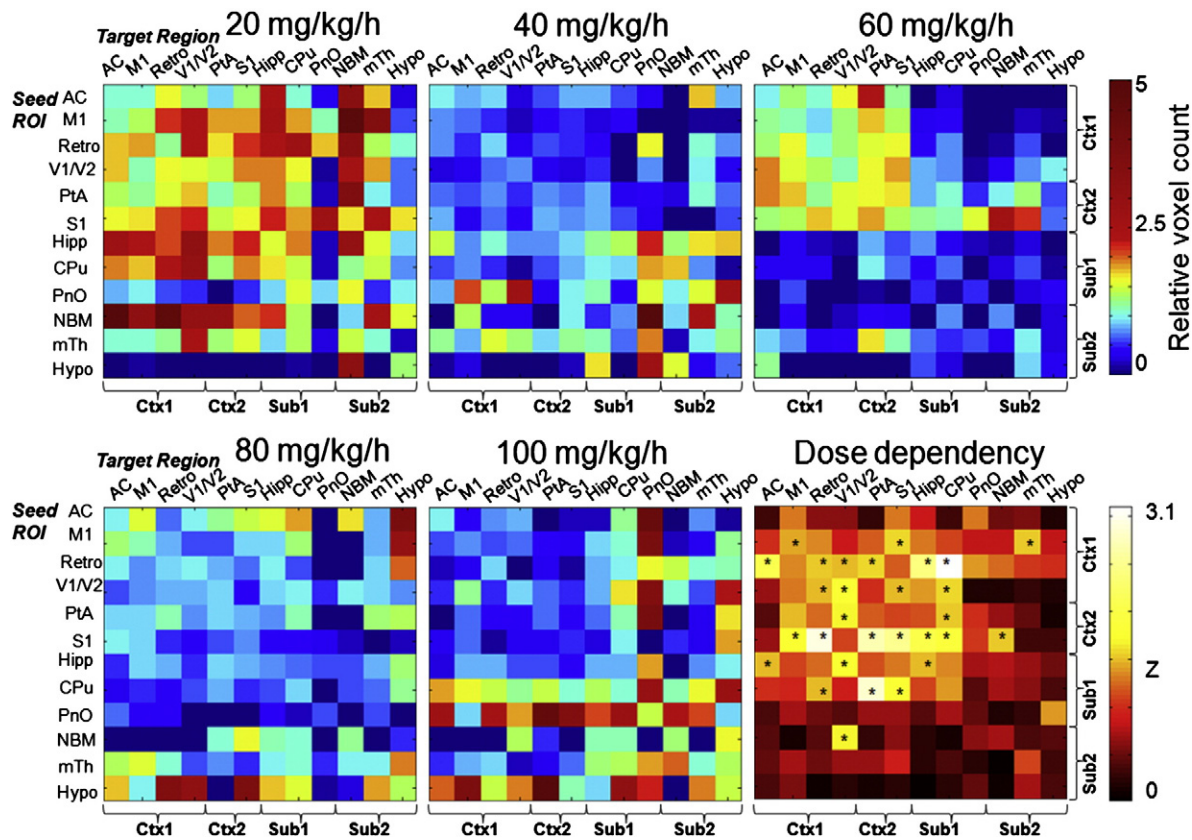 20 mg/kg/h 40 mg/kg/h 60 mg/kg/h
Target Region
AC M1 Retro V1/V2 PtA S1 Hipp CPu PnO NBM mTh Hypo
AC M1 Retro V1/V2 PtA S1 Hipp CPu PnO NBM mTh Hypo
AC M1 Retro V1/V2 PtA S1 Hipp CPu PnO NBM mTh Hypo
Seed ROI
AC
M1
Retro
V1/V2
PtA
S1
Hipp
CPu
PnO
NBM
mTh
Hypo
Ctx1
Ctx2
Sub1
Sub2
5
2.5
0
Relative voxel count
Ctx1 Ctx2 Sub1 Sub2
Ctx1 Ctx2 Sub1 Sub2
Ctx1 Ctx2 Sub1 Sub2
80 mg/kg/h 100 mg/kg/h Dose dependency
Target Region
AC M1 Retro V1/V2 PtA S1 Hipp CPu PnO NBM mTh Hypo
AC M1 Retro V1/V2 PtA S1 Hipp CPu PnO NBM mTh Hypo
AC M1 Retro V1/V2 PtA S1 Hipp CPu PnO NBM mTh Hypo
Seed ROI
AC
M1
Retro
V1/V2
PtA
S1
Hipp
CPu
PnO
NBM
mTh
Hypo
Ctx1
Ctx2
Sub1
Sub2
3.1
Z
0
Ctx1 Ctx2 Sub1 Sub2
Ctx1 Ctx2 Sub1 Sub2
Ctx1 Ctx2 Sub1 Sub2